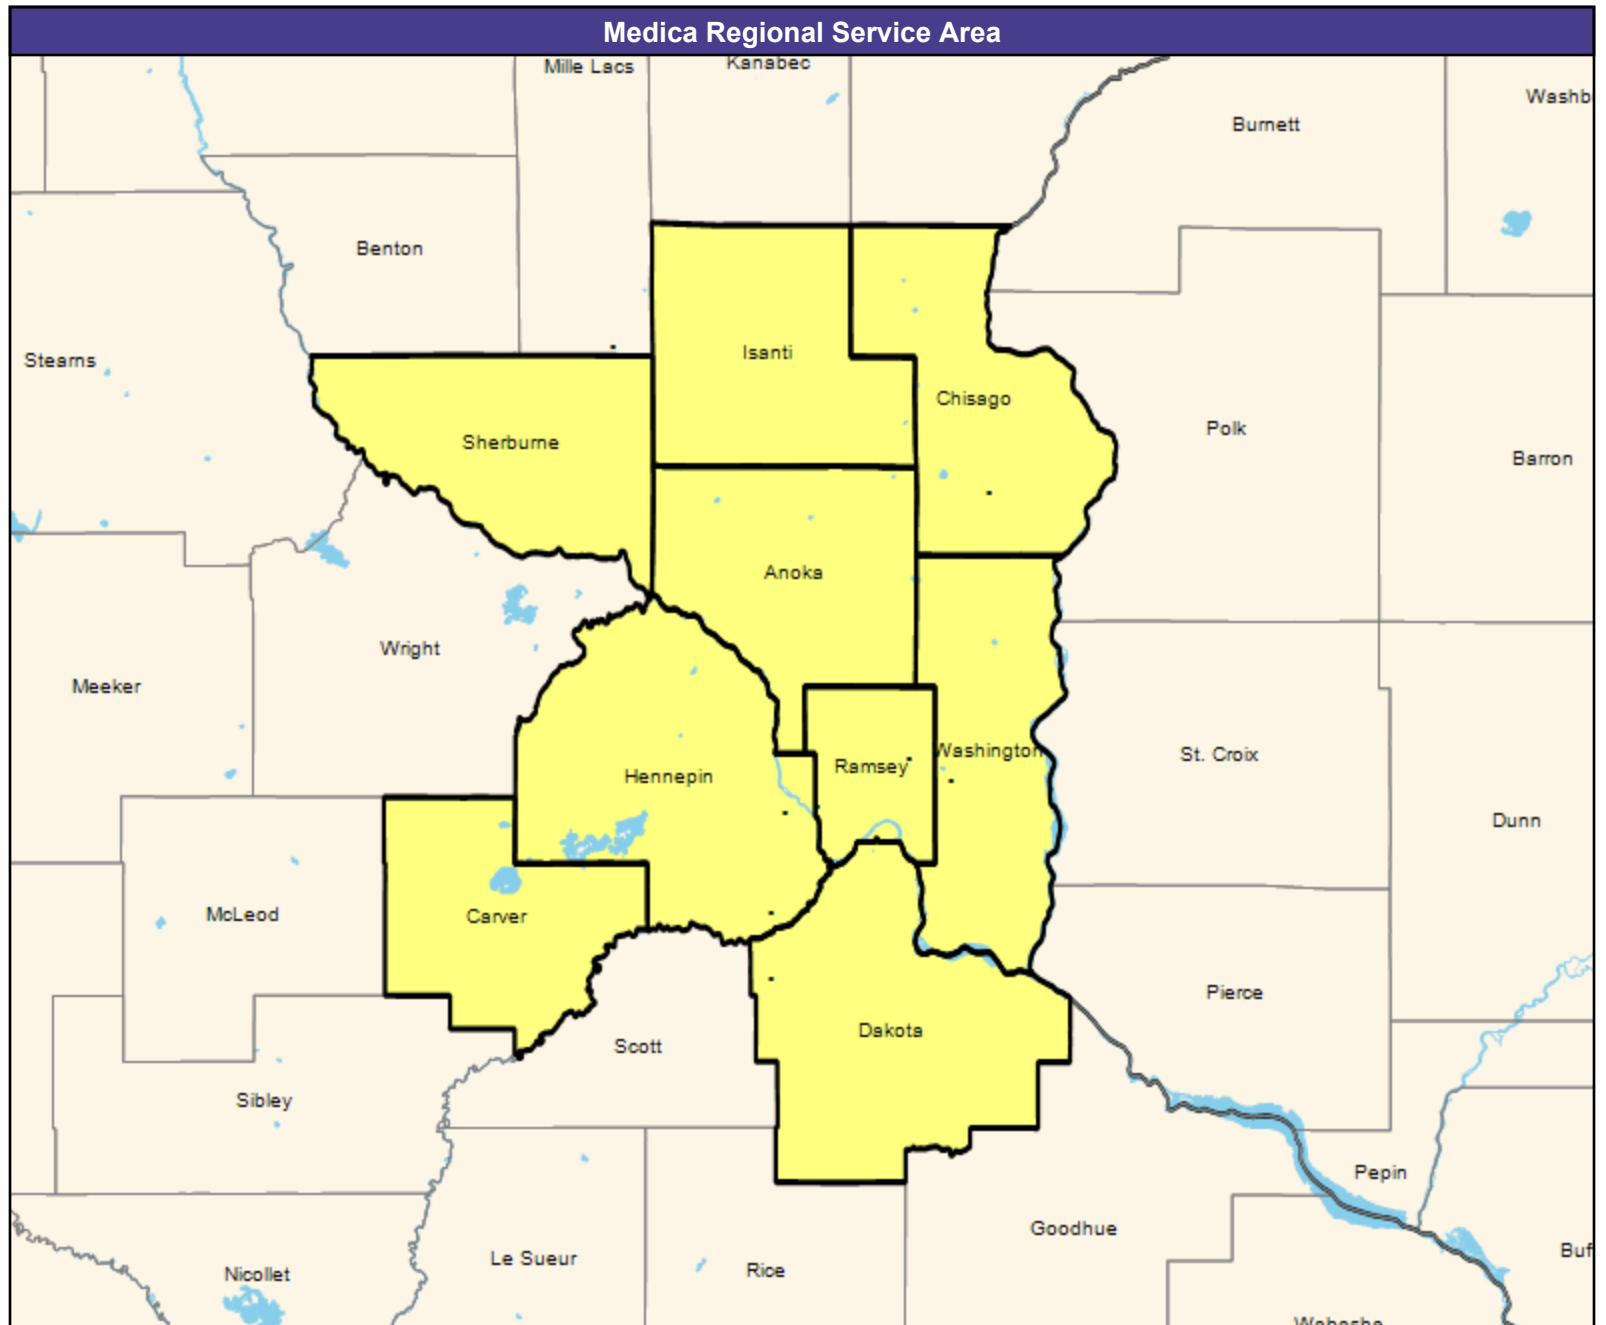 Medica Regional Service Area
Mille Lacs
Kanabec
Washb
Burnett
Benton
Stearns
Isanti
Chisago
Sherburne
Polk
Barron
Anoka
Wright
Meeker
Washington
St. Croix
Ramsey
Hennepin
Dunn
McLeod
Carver
Pierce
Dakota
Scott
Sibley
Pepin
Goodhue
Buf
Le Sueur
Rice
Nicollet